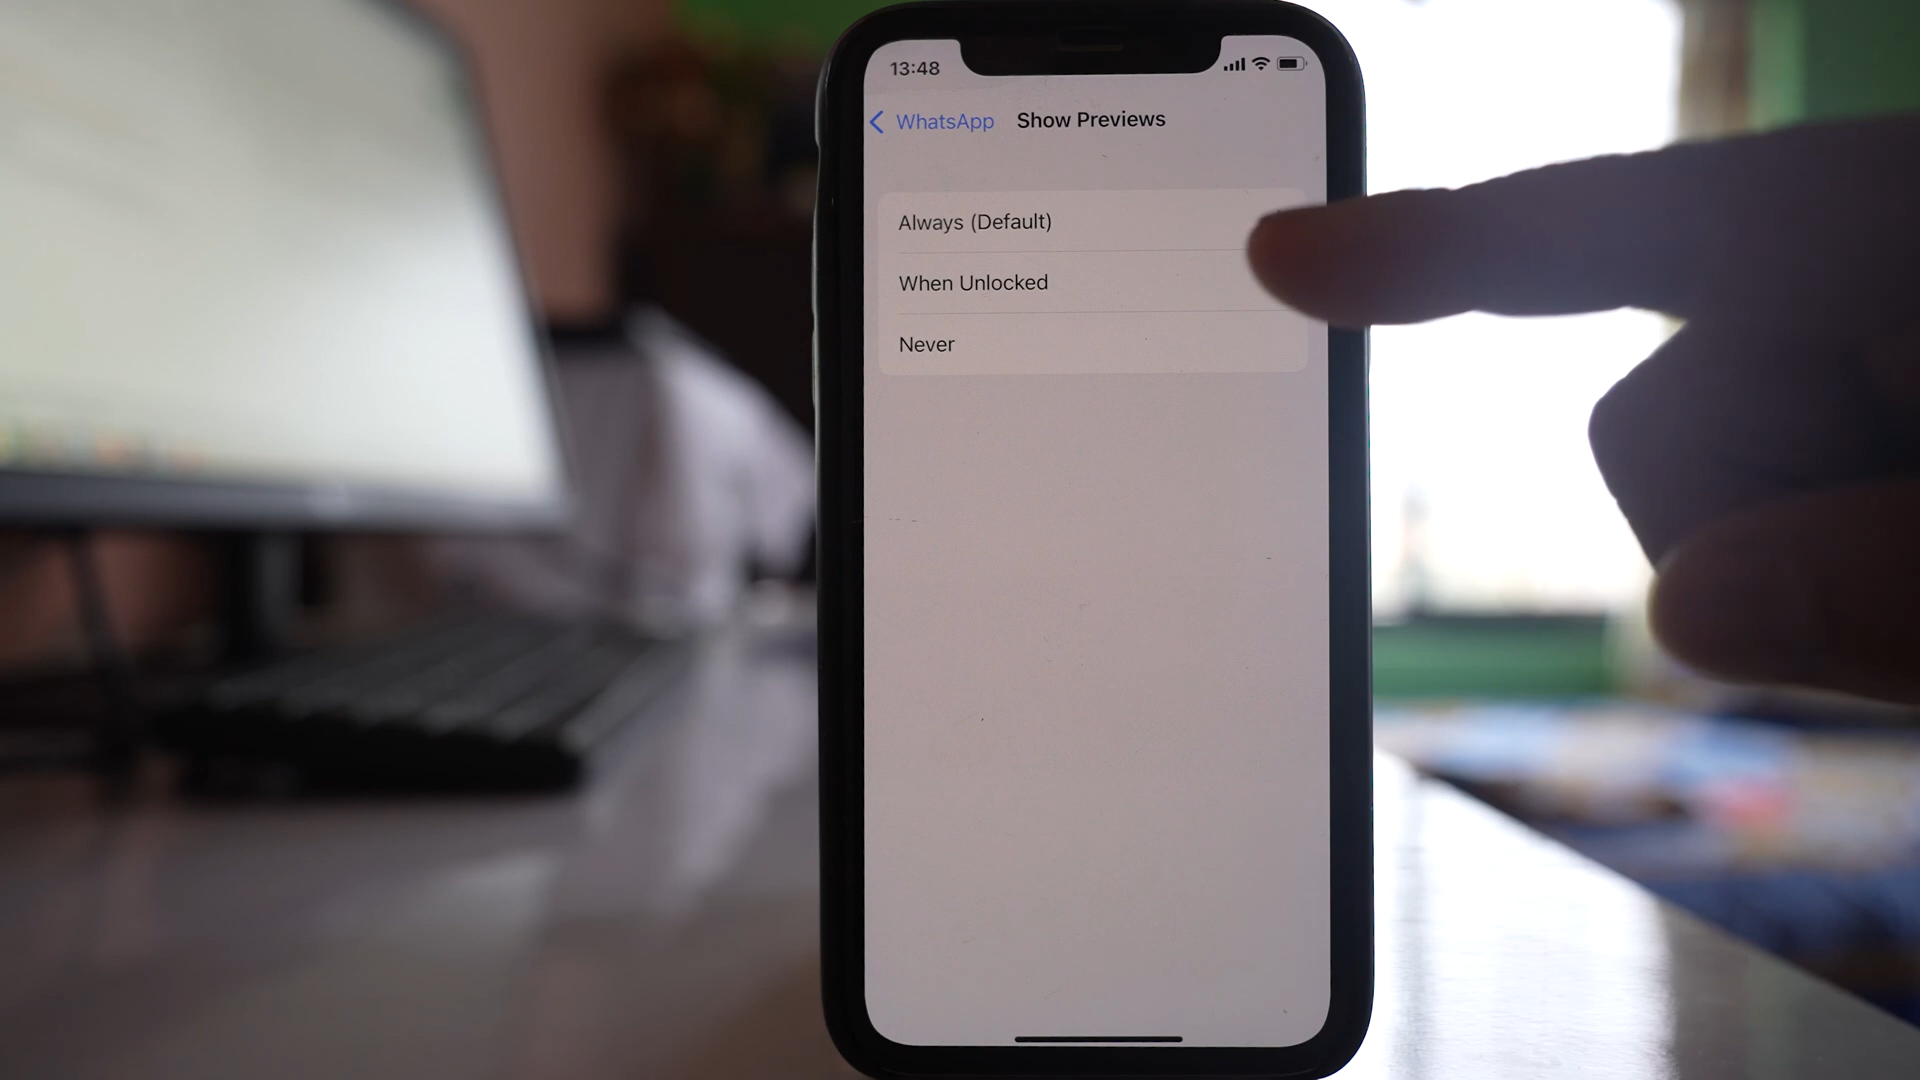 13:48
WhatsApp Show Previews
Always (Default)
When Unlocked
Never